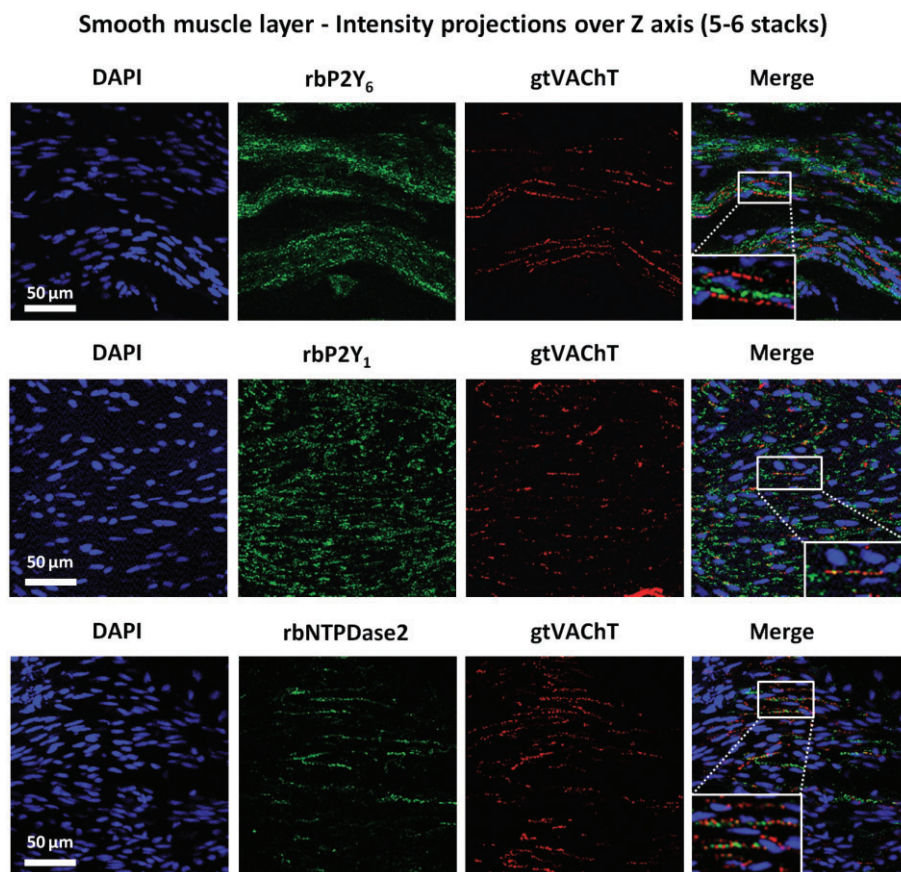 Smooth muscle layer - Intensity projections over Z axis (5-6 stacks)
DAPI rbP2Y₆ gtVAChT Merge
50 µm
DAPI rbP2Y₁ gtVAChT Merge
50 µm
DAPI rbNTPDase2 gtVAChT Merge
50 µm